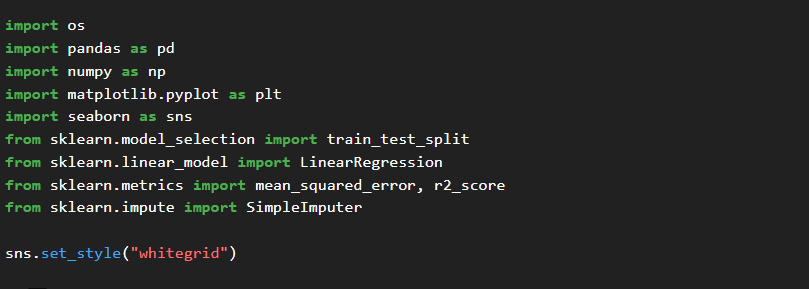 import os
import pandas as pd
import numpy as np
import matplotlib.pyplot as plt
import seaborn as sns
from sklearn.model_selection import train_test_split
from sklearn.linear_model import LinearRegression
from sklearn.metrics import mean_squared_error, r2_score
from sklearn.impute import SimpleImputer
sns.set_style("whitegrid")